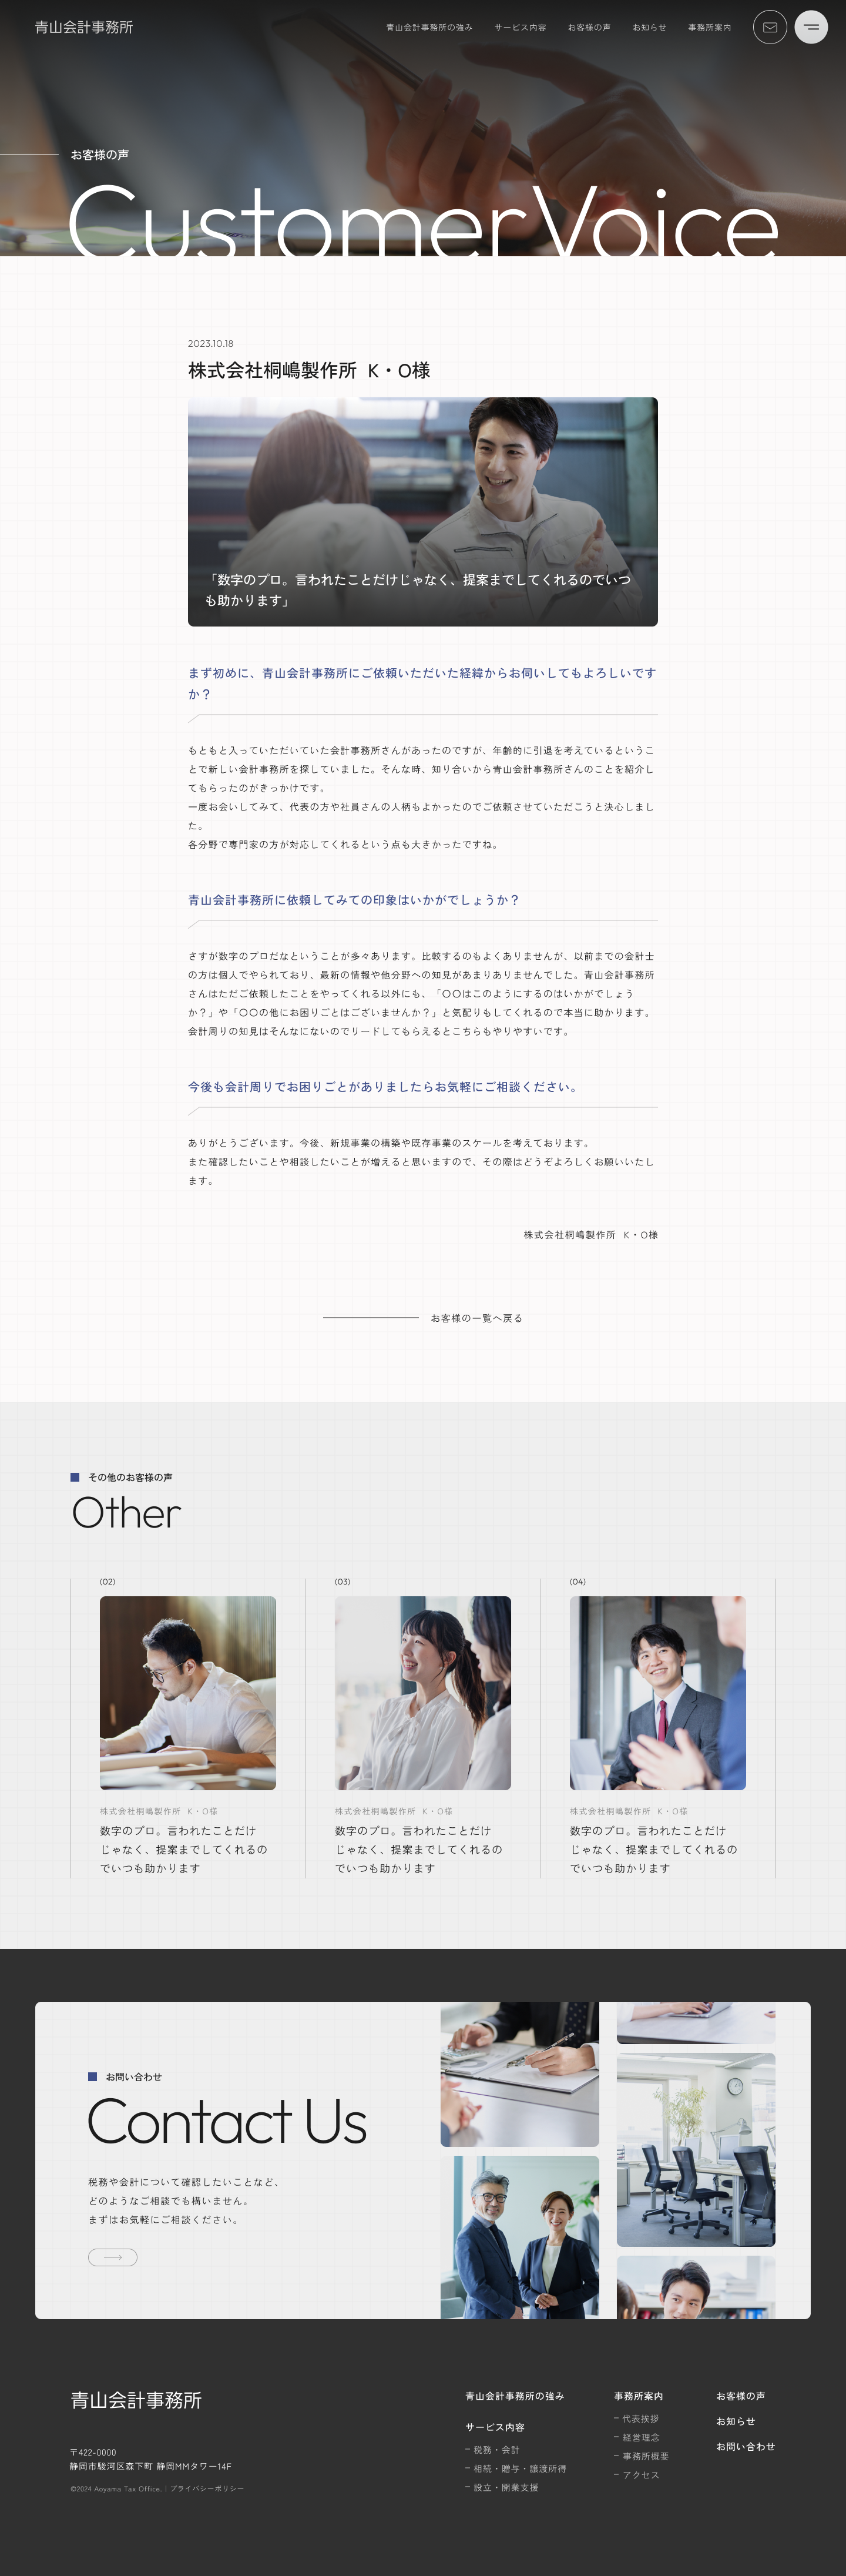 青山会計事務所
青山会計事務所の強み
サービス内容
お客様の声
お知らせ
事務所案内
お客様の声
CustomerVoice
2023.10.18
株式会社桐嶋製作所 K・O様
「数字のプロ。言われたことだけじゃなく、提案までしてくれるのでいつ
も助かります」
まず初めに、青山会計事務所にご依頼いただいた経緯からお伺いしてもよろしいです
か？
もともと入っていただいていた会計事務所さんがあったのですが、年齢的に引退を考えているというこ
とで新しい会計事務所を探していました。そんな時、知り合いから青山会計事務所さんのことを紹介し
てもらったのがきっかけです。
一度お会いしてみて、代表の方や社員さんの人柄もよかったのでご依頼させていただこうと決心しまし
た。
各分野で専門家の方が対応してくれるという点も大きかったですね。
青山会計事務所に依頼してみての印象はいかがでしょうか？
さすが数字のプロだなということが多々あります。比較するのもよくありませんが、以前までの会計士
の方は個人でやられており、最新の情報や他分野への知見があまりありませんでした。青山会計事務所
さんはただご依頼したことをやってくれる以外にも、「〇〇はこのようにするのはいかがでしょう
か？」や「〇〇の他にお困りごとはございませんか？」と気配りもしてくれるので本当に助かります。
会計周りの知見はそんなにないのでリードしてもらえるとこちらもやりやすいです。
今後も会計周りでお困りごとがありましたらお気軽にご相談ください。
ありがとうございます。今後、新規事業の構築や既存事業のスケールを考えております。
また確認したいことや相談したいことが増えると思いますので、その際はどうぞよろしくお願いいたし
ます。
株式会社桐嶋製作所 K・O様
お客様の一覧へ戻る
その他のお客様の声
Other
(02)
株式会社桐嶋製作所 K・O様
数字のプロ。言われたことだけ
じゃなく、提案までしてくれるの
でいつも助かります
(03)
株式会社桐嶋製作所 K・O様
数字のプロ。言われたことだけ
じゃなく、提案までしてくれるの
でいつも助かります
(04)
株式会社桐嶋製作所 K・O様
数字のプロ。言われたことだけ
じゃなく、提案までしてくれるの
でいつも助かります
お問い合わせ
Contact Us
税務や会計について確認したいことなど、
どのようなご相談でも構いません。
まずはお気軽にご相談ください。
青山会計事務所
〒422-0000
静岡市駿河区森下町 静岡MMタワー14F
©2024 Aoyama Tax Office. | プライバシーポリシー
青山会計事務所の強み
サービス内容
– 税務・会計
– 相続・贈与・譲渡所得
– 設立・開業支援
事務所案内
– 代表挨拶
– 経営理念
– 事務所概要
– アクセス
お客様の声
お知らせ
お問い合わせ